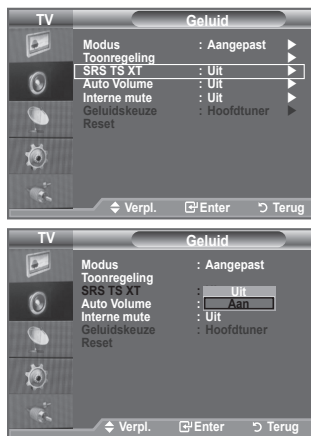 TV Geluid
Modus : Aangepast
Toonregeling
SRS TS XT : Uit
Auto Volume : Uit
Interne mute : Uit
Geluidskeuze : Hoofdtuner
Reset
Verpl. Enter Terug
TV Geluid
Modus : Aangepast
Toonregeling
SRS TS XT : Uit
Auto Volume : Aan
Interne mute : Uit
Geluidskeuze : Hoofdtuner
Reset
Verpl. Enter Terug